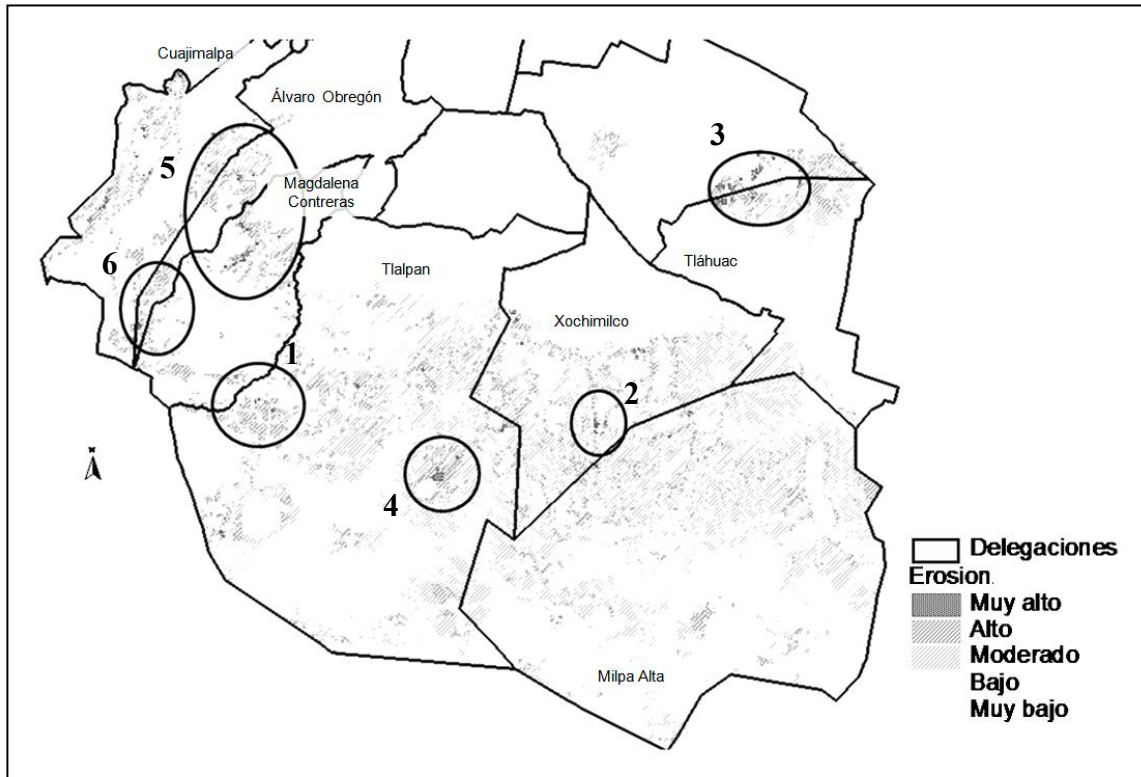 Cuajimalpa
Álvaro Obregón
3
5
Magdalena
Contreras
6
Tlalpan
Tláhuac
Xochimilco
1
2
4
Delegaciones
Erosion.
Muy alto
Alto
Moderado
Bajo
Muy bajo
Milpa Alta